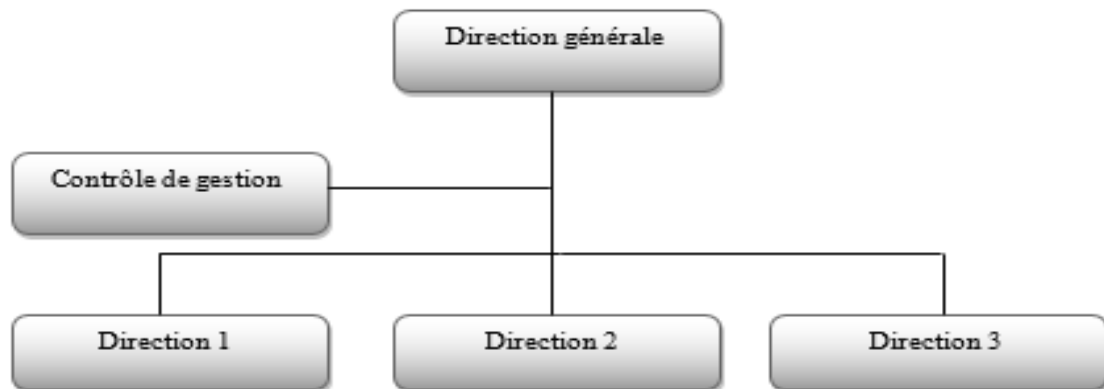 Direction générale
Contrôle de gestion
Direction 1
Direction 2
Direction 3